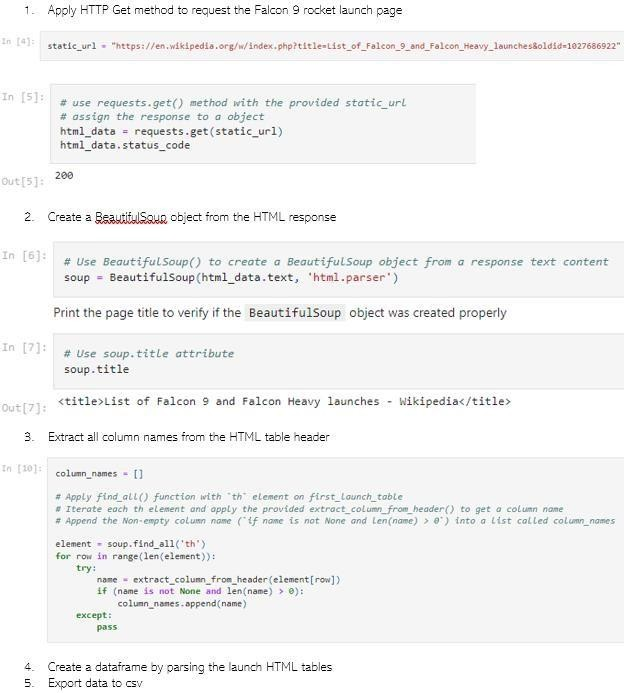 1. Apply HTTP Get method to request the Falcon 9 rocket launch page
In [4]: static_url = "https://en.wikipedia.org/w/index.php?title=List_of_Falcon_9_and_Falcon_Heavy_launches&oldid=1027686922"
In [5]: # use requests.get() method with the provided static_url
# assign the response to a object
html_data = requests.get(static_url)
html_data.status_code
Out[5]: 200
2. Create a BeautifulSoup object from the HTML response
In [6]: # Use BeautifulSoup() to create a BeautifulSoup object from a response text content
soup = BeautifulSoup(html_data.text, 'html.parser')
Print the page title to verify if the BeautifulSoup object was created properly
In [7]: # Use soup.title attribute
soup.title
Out[7]: <title>List of Falcon 9 and Falcon Heavy launches - Wikipedia</title>
3. Extract all column names from the HTML table header
In [10]: column_names = []
# Apply find_all() function with `th` element on first_launch_table
# Iterate each th element and apply the provided extract_column_from_header() to get a column name
# Append the Non-empty column name (`if name is not None and len(name) > 0`) into a list called column_names
element = soup.find_all('th')
for row in range(len(element)):
try:
name = extract_column_from_header(element[row])
if (name is not None and len(name) > 0):
column_names.append(name)
except:
pass
4. Create a dataframe by parsing the launch HTML tables
5. Export data to csv